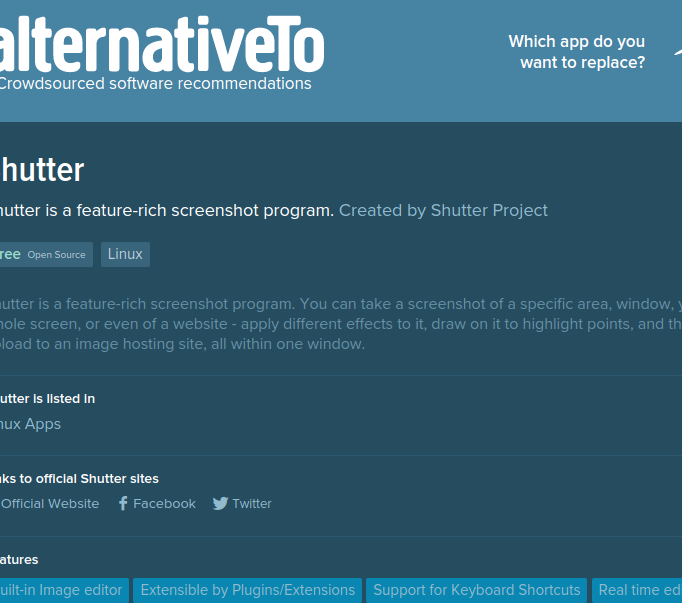 alternativeTo
Crowdsourced software recommendations
Which app do you
want to replace?
hutter
hutter is a feature-rich screenshot program. Created by Shutter Project
ree Open Source Linux
utter is a feature-rich screenshot program. You can take a screenshot of a specific area, window, y
hole screen, or even of a website - apply different effects to it, draw on it to highlight points, and th
load to an image hosting site, all within one window.
utter is listed in
nux Apps
ks to official Shutter sites
Official Website Facebook Twitter
atures
uilt-in Image editor Extensible by Plugins/Extensions Support for Keyboard Shortcuts Real time ed